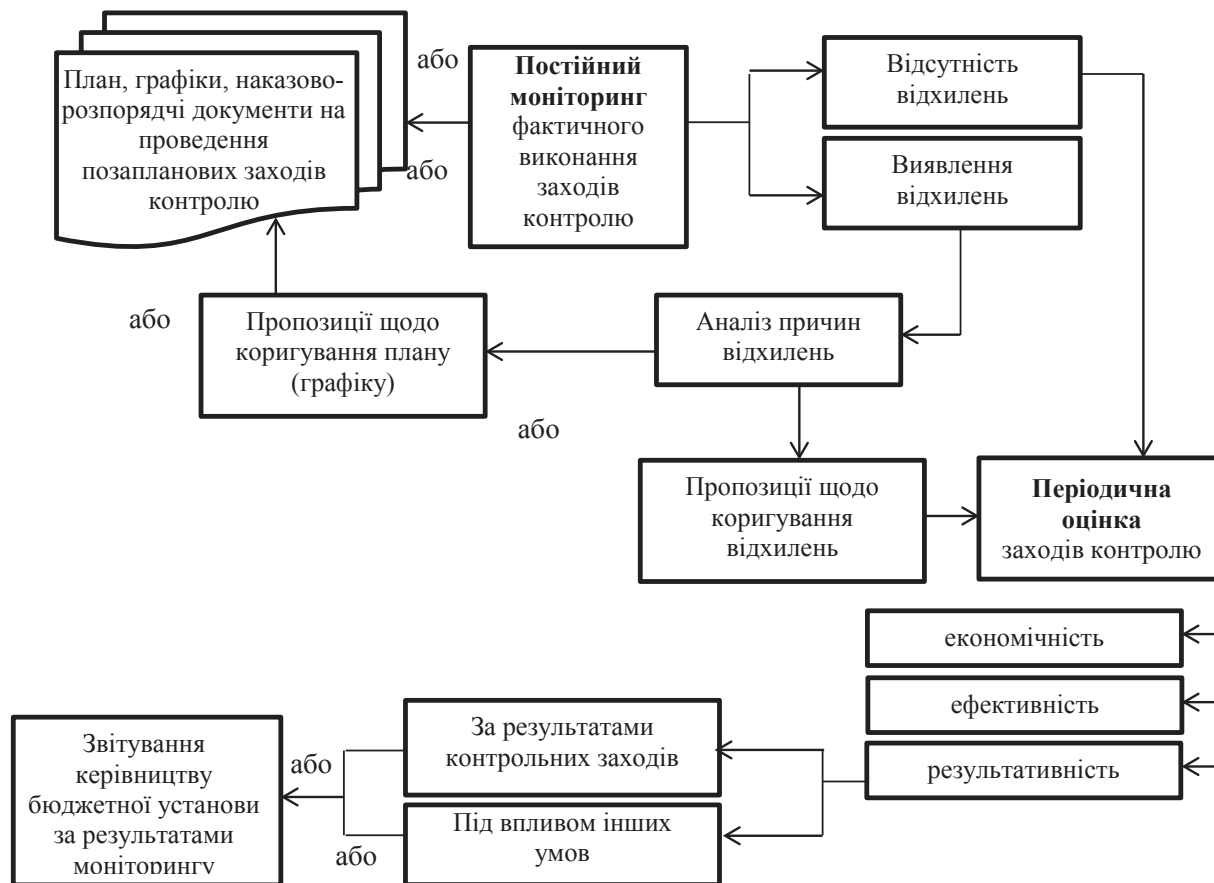 План, графіки, наказово-
розпорядчі документи на
проведення
позапланових заходів
контролю
або
або
Постійний
моніторинг
фактичного
виконання
заходів
контролю
Відсутність
відхилень
Виявлення
відхилень
або
Пропозиції щодо
коригування плану
(графіку)
Аналіз причин
відхилень
або
Пропозиції щодо
коригування
відхилень
Періодична
оцінка
заходів контролю
економічність
ефективність
результативність
За результатами
контрольних заходів
Під впливом інших
умов
або
або
Звітування
керівництву
бюджетної установи
за результатами
моніторингу